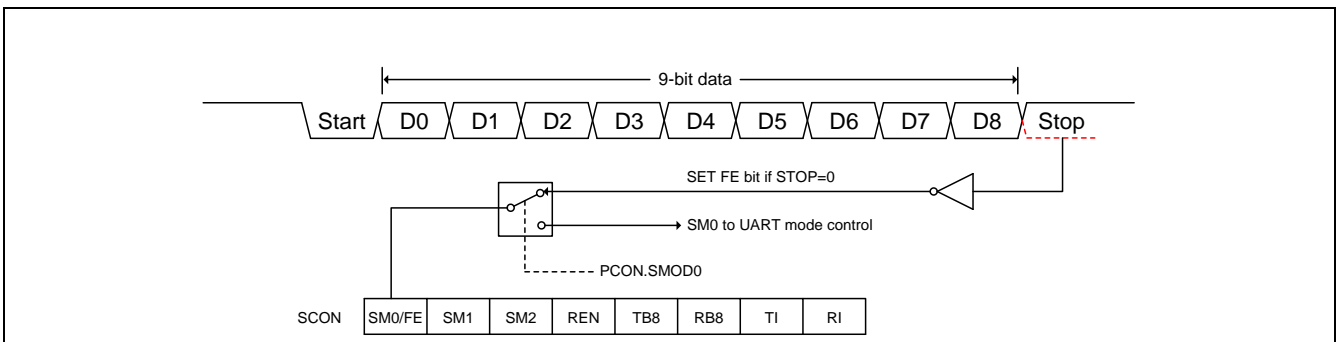 9-bit data
Start D0 D1 D2 D3 D4 D5 D6 D7 D8 Stop
SET FE bit if STOP=0
SM0 to UART mode control
PCON.SMOD0
SCON SM0/FE SM1 SM2 REN TB8 RB8 TI RI